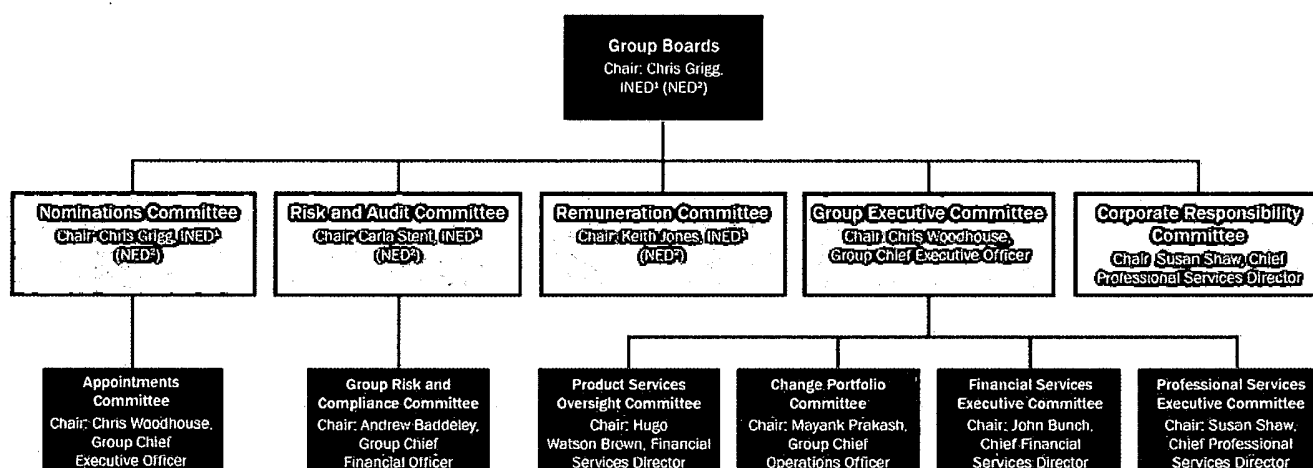 Group Boards
Chair: Chris Grigg,
INED¹ (NED²)
Nominations Committee
Chair Chris Grigg, INED¹
(NED²)
Risk and Audit Committee
Chair Carla Stent, INED¹
(NED²)
Remuneration Committee
Chair: Keith Jones, INED¹
(NED²)
Group Executive Committee
Chair: Chris Woodhouse,
Group Chief Executive Officer
Corporate Responsibility
Committee
Chair Susan Shaw, Chief
Professional Services Director
Appointments
Committee
Chair: Chris Woodhouse,
Group Chief
Executive Officer
Group Risk and
Compliance Committee
Chair: Andrew Baddeley,
Group Chief
Financial Officer
Product Services
Oversight Committee
Chair: Hugo
Watson Brown, Financial
Services Director
Change Portfolio
Committee
Chair: Mayank Prakash,
Group Chief
Operations Officer
Financial Services
Executive Committee
Chair: John Bunch,
Chief Financial
Services Director
Professional Services
Executive Committee
Chair: Susan Shaw,
Chief Professional
Services Director